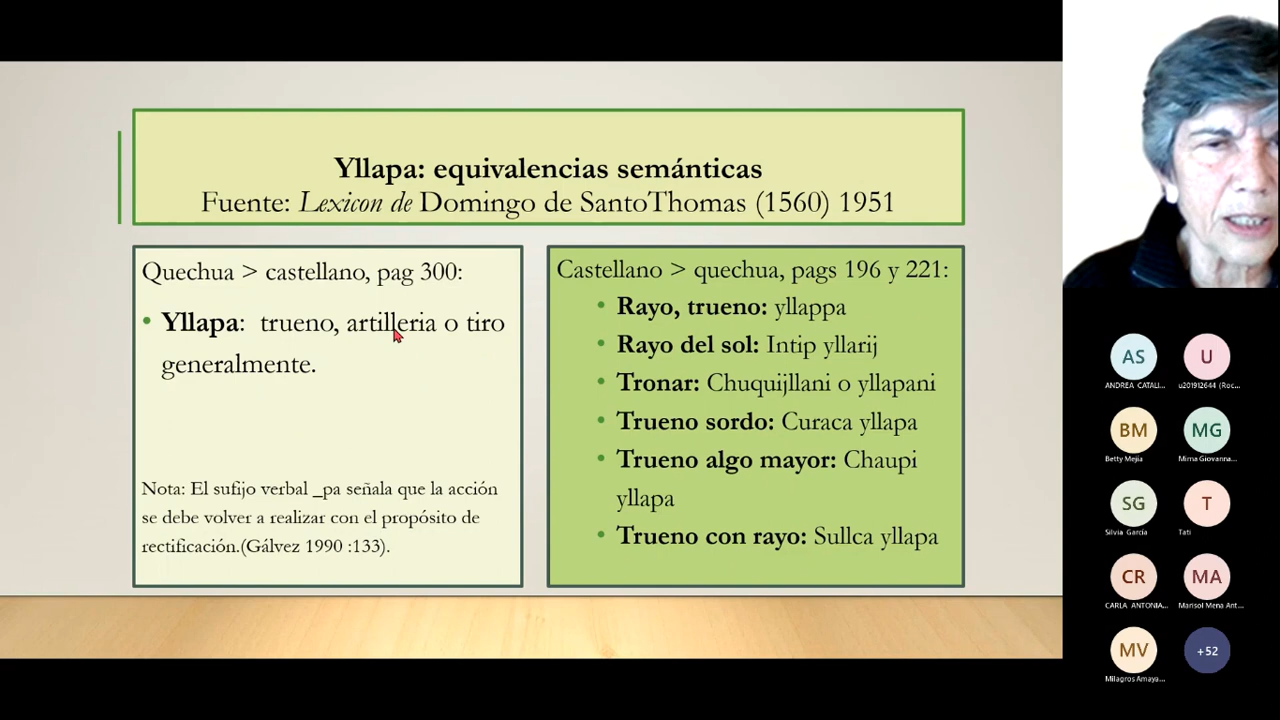 Yllapa: equivalencias semánticas
Fuente: Lexicon de Domingo de SantoThomas (1560) 1951
Quechua > castellano, pag 300:
• Yllapa: trueno, artilleria o tiro
generalmente.
Nota: El sufijo verbal _pa señala que la acción
se debe volver a realizar con el propósito de
rectificación.(Gálvez 1990 :133).
Castellano > quechua, pags 196 y 221:
• Rayo, trueno: yllappa
• Rayo del sol: Intip yllarij
• Tronar: Chuquijllani o yllapani
• Trueno sordo: Curaca yllapa
• Trueno algo mayor: Chaupi
yllapa
• Trueno con rayo: Sullca yllapa
AS
ANDREA CATALI...
U
u201912644 (Roc...
BM
Betty Mejía
MG
Mirna Giovanna...
SG
Silvia García
T
Tati
CR
CARLA ANTONIA...
MA
Marisol Mena Ant...
MV
Milagros Amaya...
+52